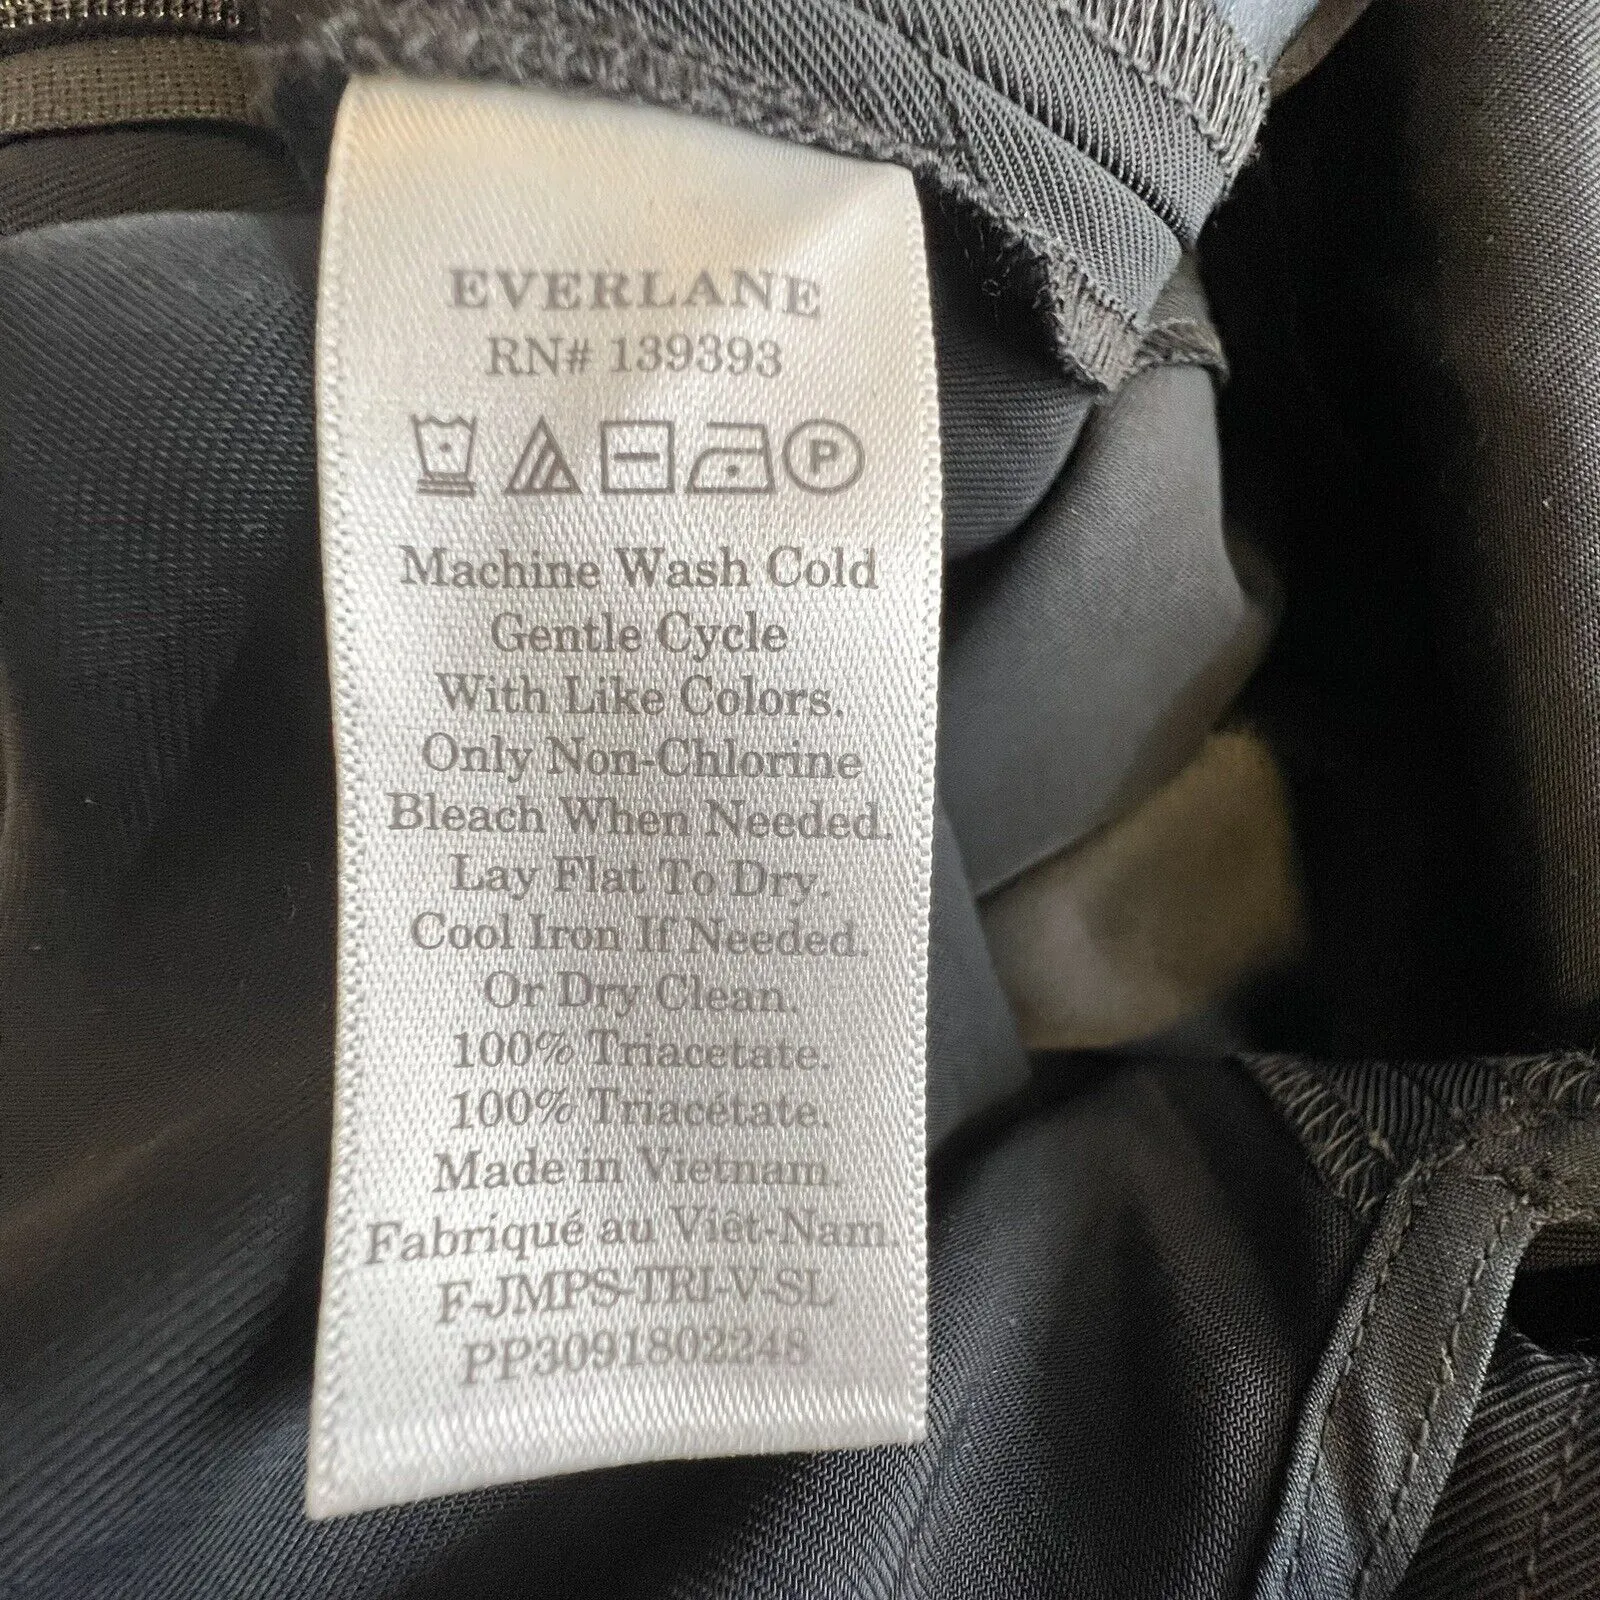 EVERLANE
RN# 139393
P
Machine Wash Cold
Gentle Cycle
With Like Colors.
Only Non-Chlorine
Bleach When Needed.
Lay Flat To Dry.
Cool Iron If Needed.
Or Dry Clean.
100% Triacetate.
100% Triacétate.
Made in Vietnam.
Fabriqué au Viêt-Nam.
F-JMPS-TRI-V-SL
PP3091802248